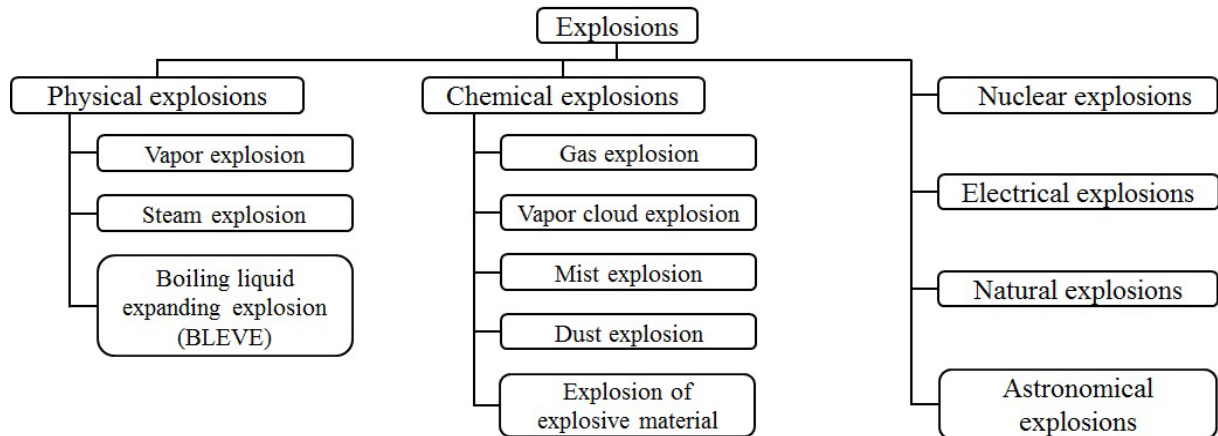 Explosions
Physical explosions
Vapor explosion
Steam explosion
Boiling liquid
expanding explosion
(BLEVE)
Chemical explosions
Gas explosion
Vapor cloud explosion
Mist explosion
Dust explosion
Explosion of
explosive material
Nuclear explosions
Electrical explosions
Natural explosions
Astronomical
explosions